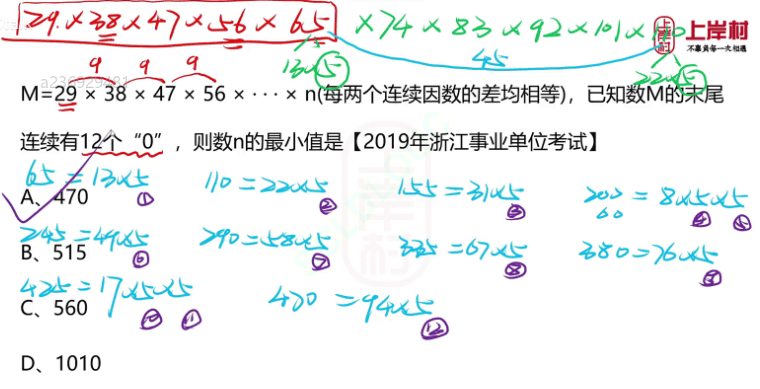 29×38×47×56×65 ×74×83×92×101×110
上岸村
不辜负每一次相遇
9 9 9
13×5 45 22×5
a236929481
M=29 × 38 × 47 × 56 × · · · × n(每两个连续因数的差均相等)，已知数M的末尾
连续有12个“0”，则数n的最小值是【2019年浙江事业单位考试】
65=13×5 ① 110=22×5 ② 155=31×5 ③ 200=8×5×5 ④ ⑤
A、470
245=49×5 ⑥ 290=58×5 ⑦ 335=67×5 ⑧ 380=76×5 ⑨
B、515
425=17×5×5 ⑩ ⑪ 470=94×5 ⑫
C、560
D、1010